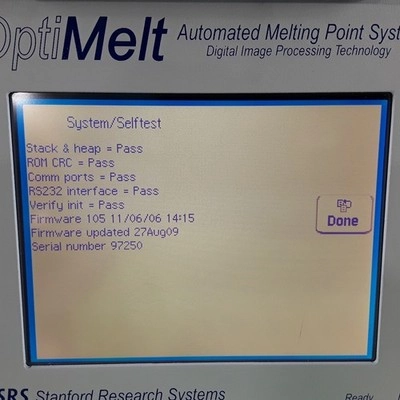 OptiMelt Automated Melting Point Syst
Digital Image Processing Technology
System/Selftest
Stack & heap = Pass
ROM CRC = Pass
Comm ports = Pass
RS232 interface = Pass
Verify init = Pass
Firmware 105 11/06/06 14:15
Firmware updated 27Aug09
Serial number 97250
Done
SRS Stanford Research Systems
Ready